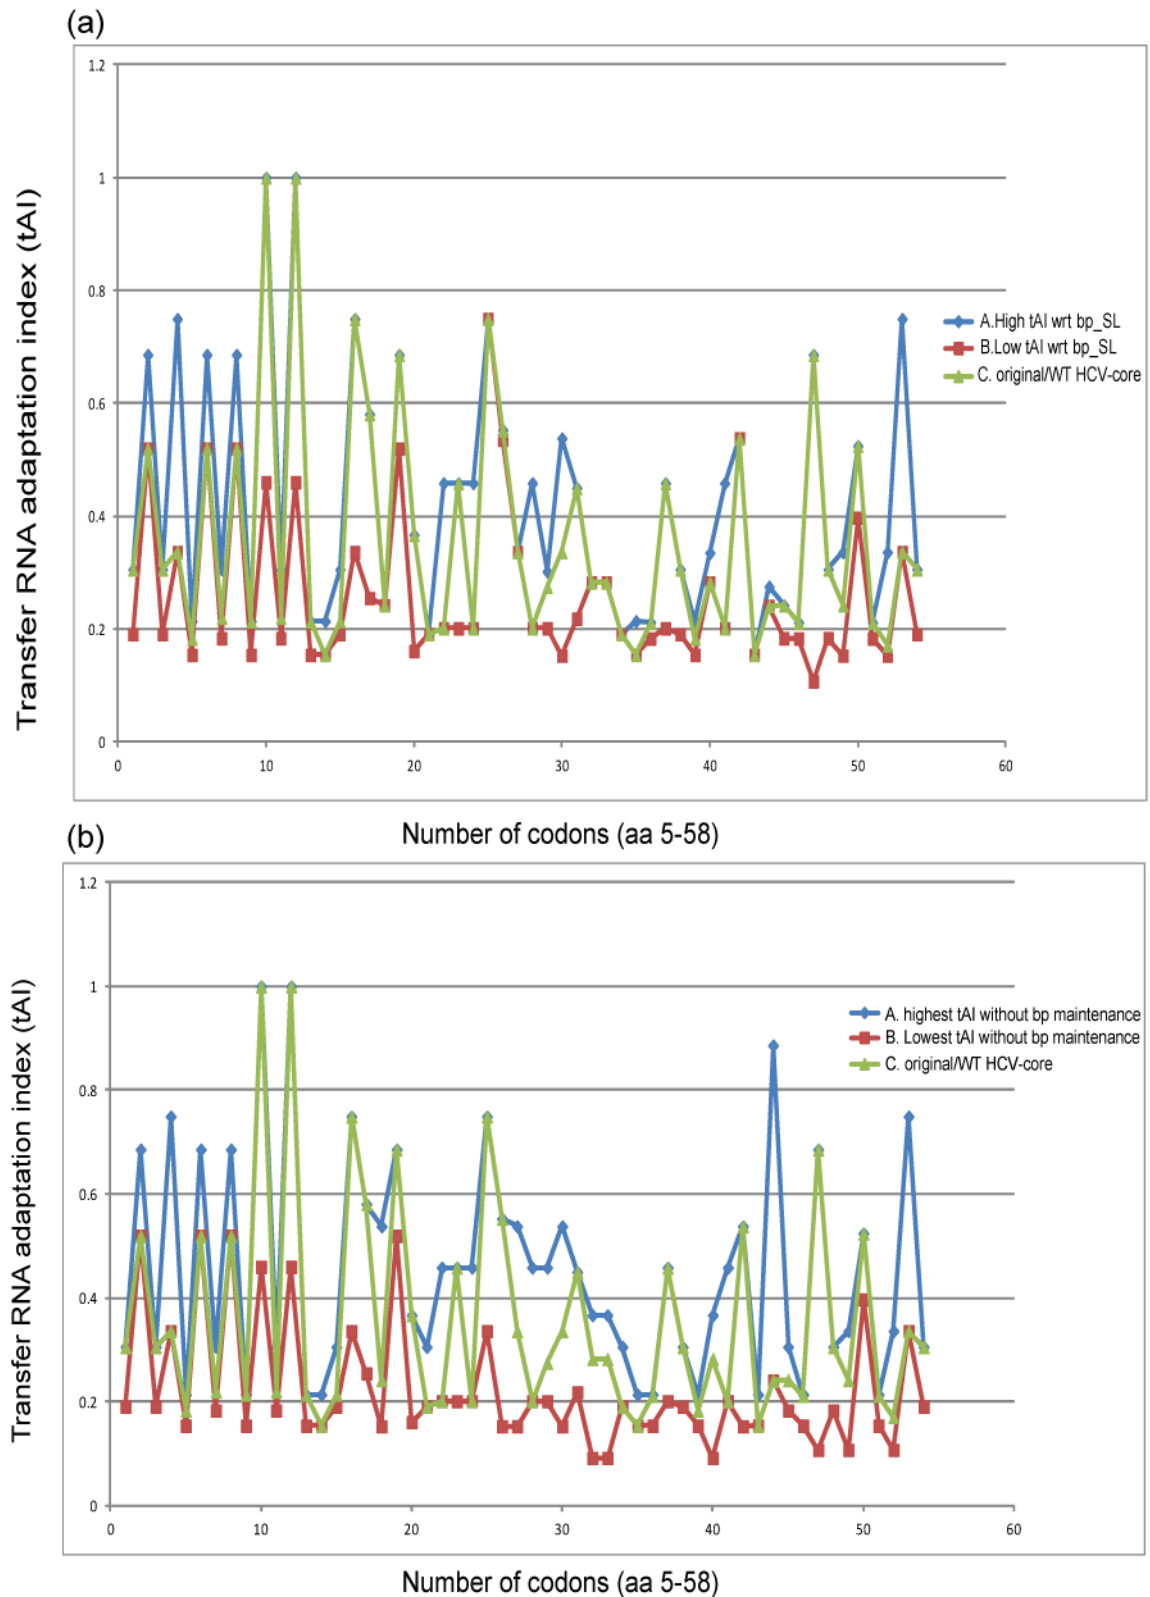 (a)
Transfer RNA adaptation index (tAI)
1.2
1
0.8
0.6
0.4
0.2
0
0 10 20 30 40 50 60
A.High tAI wrt bp_SL
B.Low tAI wrt bp_SL
C. original/WT HCV-core
Number of codons (aa 5-58)
(b)
Transfer RNA adaptation index (tAI)
1.2
1
0.8
0.6
0.4
0.2
0
0 10 20 30 40 50 60
A. highest tAI without bp maintenance
B. Lowest tAI without bp maintenance
C. original/WT HCV-core
Number of codons (aa 5-58)